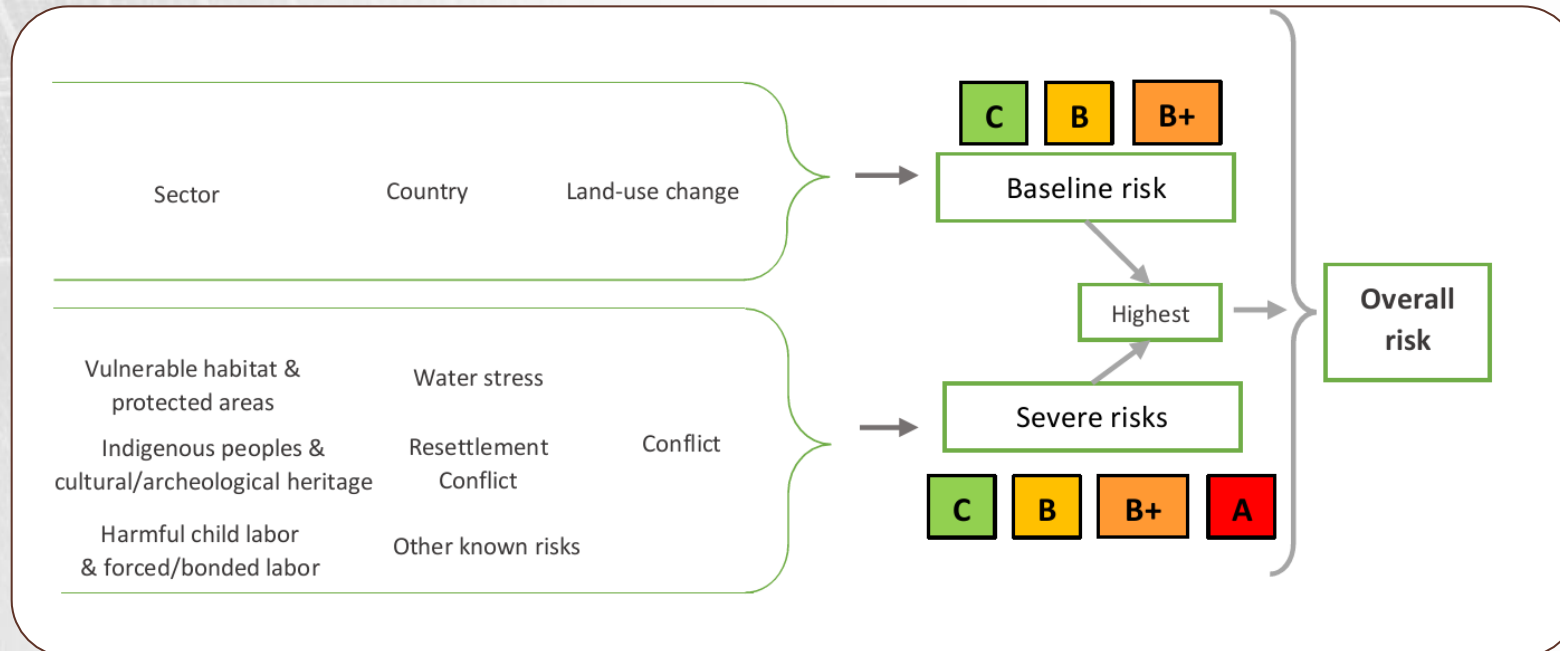 C
B
B+
Sector
Country
Land-use change
Baseline risk
Highest
Overall
risk
Vulnerable habitat &
protected areas
Water stress
Indigenous peoples &
cultural/archeological heritage
Resettlement
Conflict
Conflict
Severe risks
Harmful child labor
& forced/bonded labor
Other known risks
C
B
B+
A